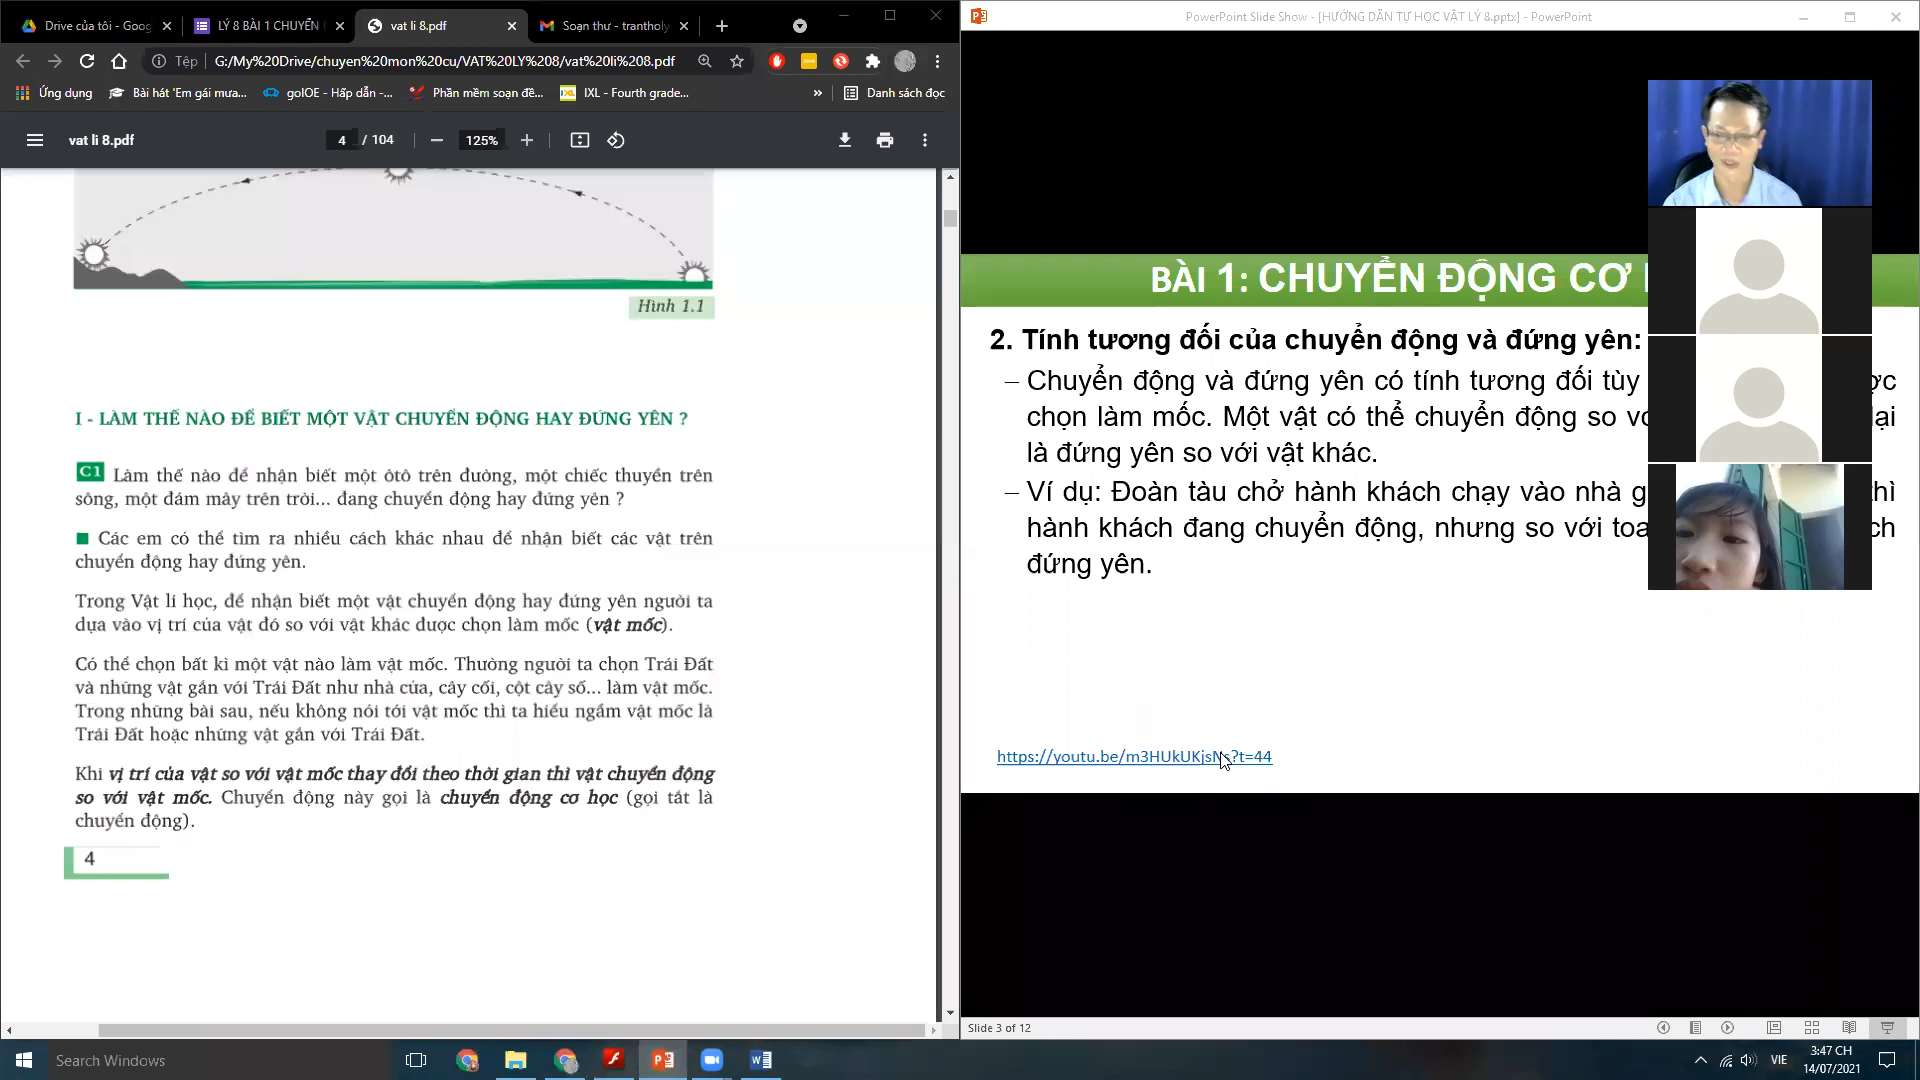 Drive của tôi - Goog
LÝ 8 BÀI 1 CHUYỂN
vat li 8.pdf
Soạn thư - trantholy
Tệp
G:/My%20Drive/chuyen%20mon%20cu/VAT%20LY%208/vat%20li%208.pdf
Ứng dụng
Bài hát 'Em gái mưa...
goIOE - Hấp dẫn -...
Phần mềm soạn đề...
IXL - Fourth grade...
»
Danh sách đọc
vat li 8.pdf
4 / 104
125%
Hình 1.1
I - LÀM THẾ NÀO ĐỂ BIẾT MỘT VẬT CHUYỂN ĐỘNG HAY ĐỨNG YÊN ?
C1 Làm thế nào để nhận biết một ôtô trên đường, một chiếc thuyền trên
sông, một đám mây trên trời... đang chuyển động hay đứng yên ?
Các em có thể tìm ra nhiều cách khác nhau để nhận biết các vật trên
chuyển động hay đứng yên.
Trong Vật lí học, để nhận biết một vật chuyển động hay đứng yên người ta
dựa vào vị trí của vật đó so với vật khác được chọn làm mốc (vật mốc).
Có thể chọn bất kì một vật nào làm vật mốc. Thường người ta chọn Trái Đất
và những vật gắn với Trái Đất như nhà cửa, cây cối, cột cây số... làm vật mốc.
Trong những bài sau, nếu không nói tới vật mốc thì ta hiểu ngầm vật mốc là
Trái Đất hoặc những vật gắn với Trái Đất.
Khi vị trí của vật so với vật mốc thay đổi theo thời gian thì vật chuyển động
so với vật mốc. Chuyển động này gọi là chuyển động cơ học (gọi tắt là
chuyển động).
4
PowerPoint Slide Show - [HƯỚNG DẪN TỰ HỌC VẬT LÝ 8.pptx] - PowerPoint
BÀI 1: CHUYỂN ĐỘNG CƠ
2. Tính tương đối của chuyển động và đứng yên:
– Chuyển động và đứng yên có tính tương đối tùy
chọn làm mốc. Một vật có thể chuyển động so lại
là đứng yên so với vật khác.
– Ví dụ: Đoàn tàu chở hành khách chạy vào nhà
hành khách đang chuyển động, nhưng so với
đứng yên.
https://youtu.be/m3HUkUKjsNs?t=44
Slide 3 of 12
Search Windows
VIE
3:47 CH
14/07/2021